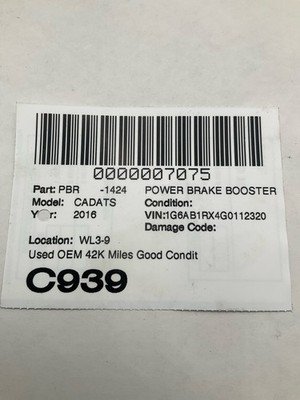 0000007075
Part: PBR -1424 POWER BRAKE BOOSTER
Model: CADATS Condition:
Year: 2016 VIN:1G6AB1RX4G0112320
Damage Code:
Location: WL3-9
Used OEM 42K Miles Good Condit
C939